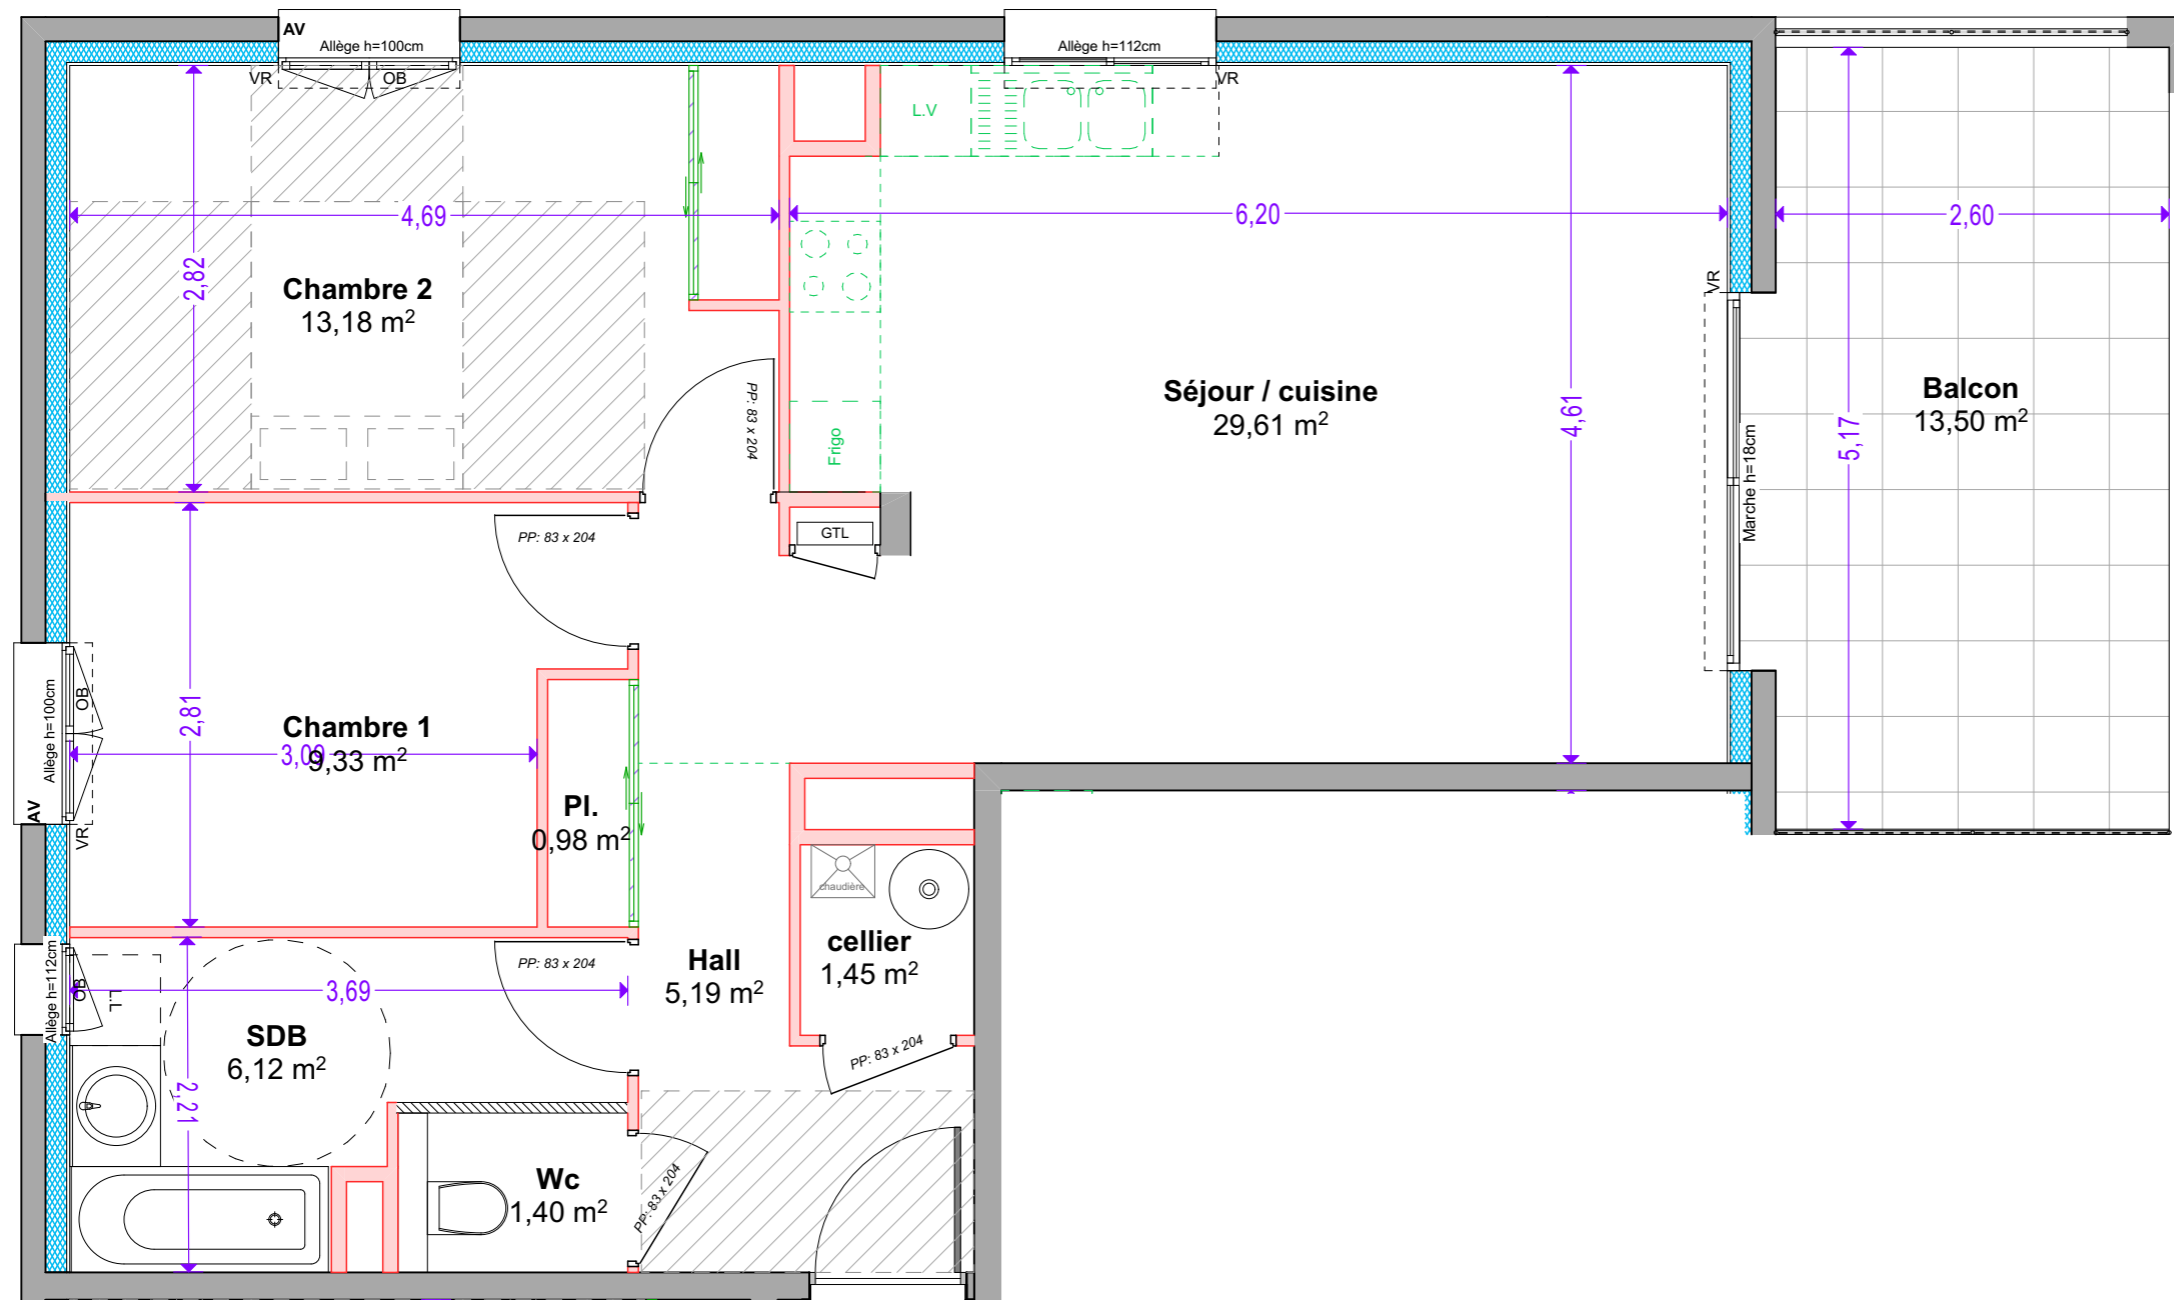 AV
Allège h=100cm
VR
OB
Allège h=112cm
VR
L.V
4,69
6,20
2,60
2,82
Chambre 2
13,18 m²
VR
PP: 83 x 204
Frigo
Séjour / cuisine
29,61 m²
4,61
Balcon
13,50 m²
5,17
Marche h=18cm
PP: 83 x 204
GTL
Allège h=100cm
OB
AV
VR
2,81
Chambre 1
3,09
9,33 m²
Pl.
0,98 m²
chaudière
cellier
1,45 m²
PP: 83 x 204
Hall
5,19 m²
PP: 83 x 204
Allège h=112cm
OB
L.L
3,69
SDB
6,12 m²
2,21
Wc
1,40 m²
PP: 83 x 204